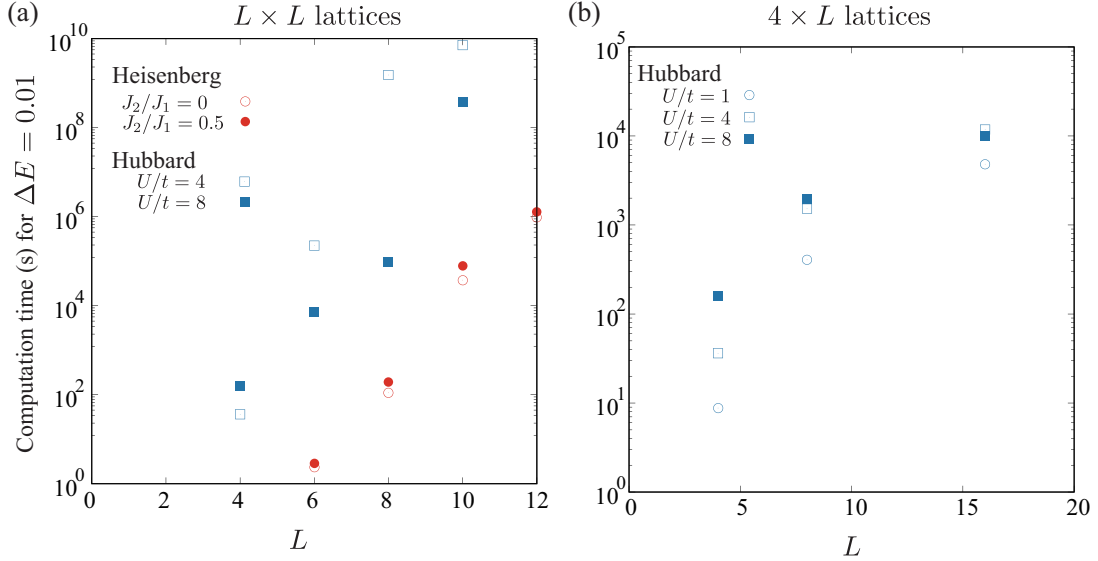 (a)
L × L lattices
Computation time (s) for ΔE = 0.01
10^10
10^8
10^6
10^4
10^2
10^0
Heisenberg
J_2/J_1 = 0
J_2/J_1 = 0.5
Hubbard
U/t = 4
U/t = 8
0 2 4 6 8 10 12
L
(b)
4 × L lattices
10^5
10^4
10^3
10^2
10^1
10^0
Hubbard
U/t = 1
U/t = 4
U/t = 8
0 5 10 15 20
L